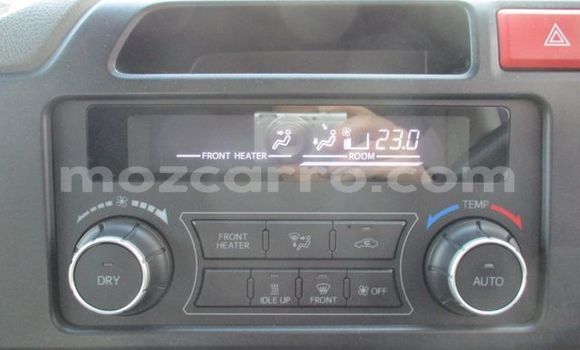 FRONT HEATER ROOM 23.0
mozcarro.com
TEMP
FRONT HEATER
DRY
AUTO
IDLE UP FRONT OFF